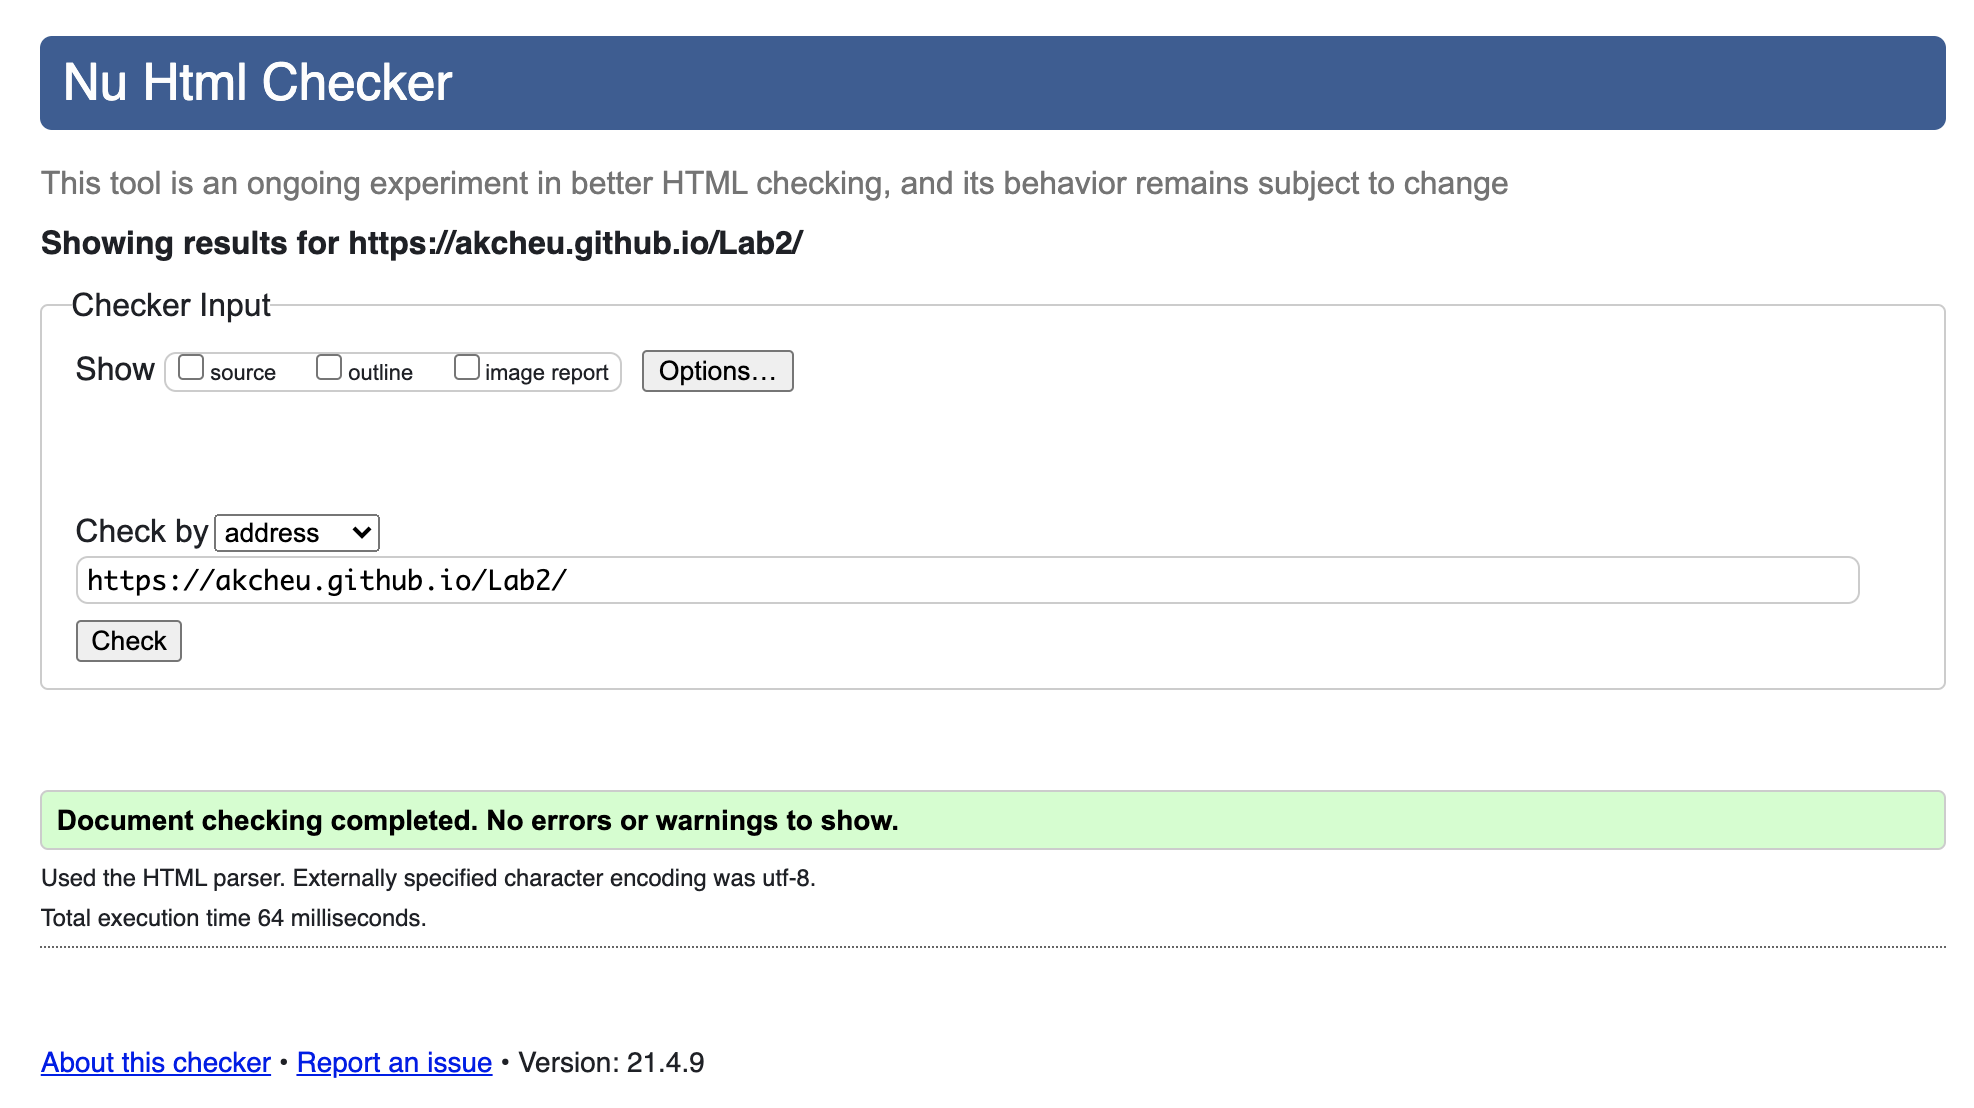 Nu Html Checker
This tool is an ongoing experiment in better HTML checking, and its behavior remains subject to change
Showing results for https://akcheu.github.io/Lab2/
Checker Input
Show source outline image report Options…
Check by address
https://akcheu.github.io/Lab2/
Check
Document checking completed. No errors or warnings to show.
Used the HTML parser. Externally specified character encoding was utf-8.
Total execution time 64 milliseconds.
About this checker • Report an issue • Version: 21.4.9